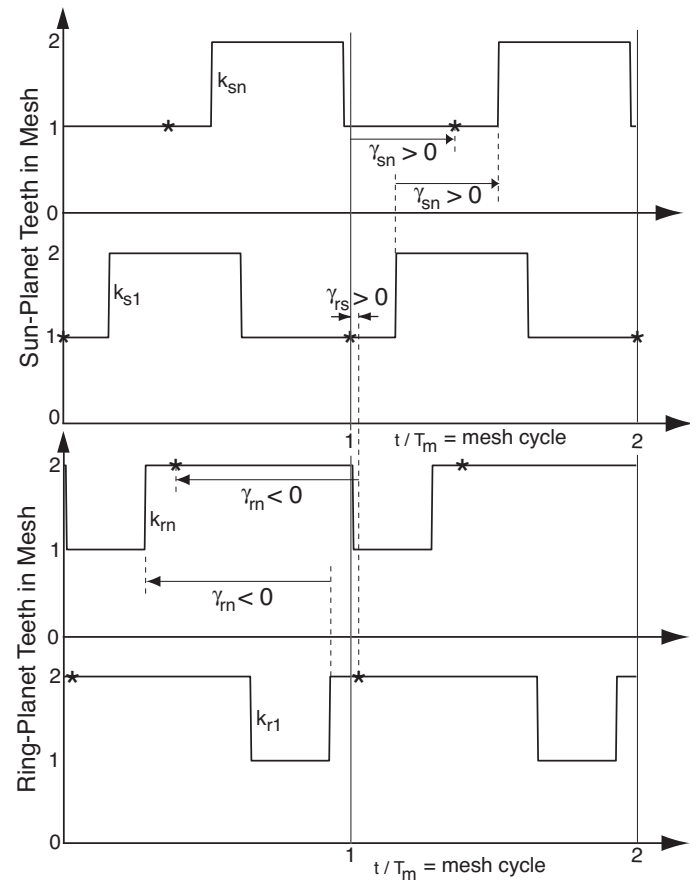 Sun-Planet Teeth in Mesh
2
k_sn
1
*
*
γ_sn > 0
γ_sn > 0
0
2
k_s1
γ_rs > 0
1
*
*
*
0
1
t / T_m = mesh cycle
2
Ring-Planet Teeth in Mesh
2
*
*
γ_rn < 0
k_rn
1
γ_rn < 0
0
2
*
*
k_r1
1
0
1
2
t / T_m = mesh cycle